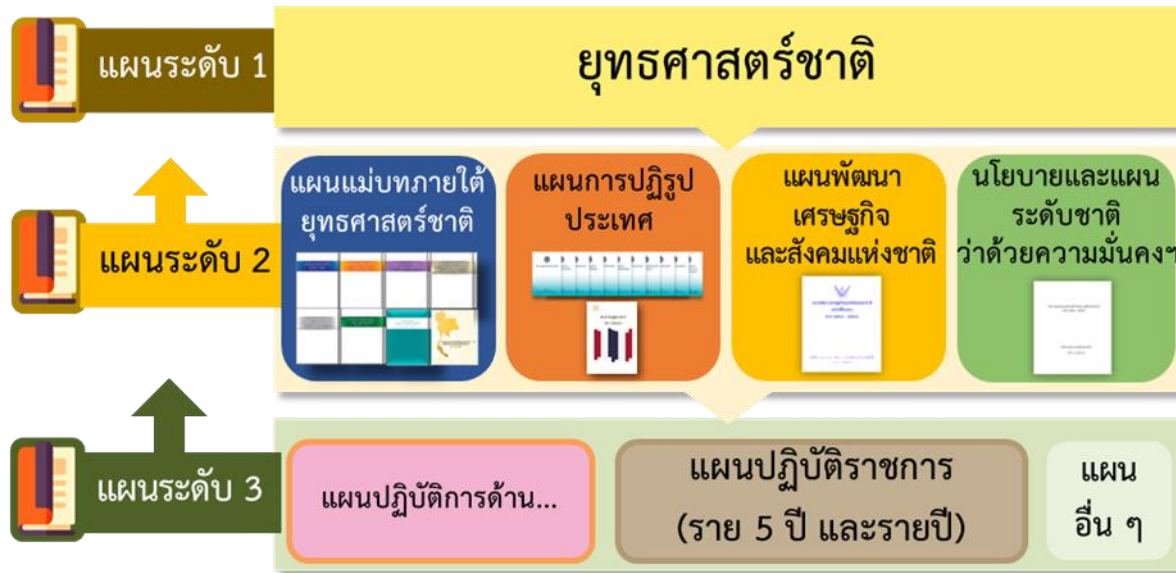 แผนระดับ 1
ยุทธศาสตร์ชาติ
แผนระดับ 2
แผนแม่บทภายใต้
ยุทธศาสตร์ชาติ
แผนการปฏิรูป
ประเทศ
แผนพัฒนา
เศรษฐกิจ
และสังคมแห่งชาติ
นโยบายและแผน
ระดับชาติ
ว่าด้วยความมั่นคงฯ
แผนระดับ 3
แผนปฏิบัติการด้าน...
แผนปฏิบัติราชการ
(ราย 5 ปี และรายปี)
แผน
อื่น ๆ